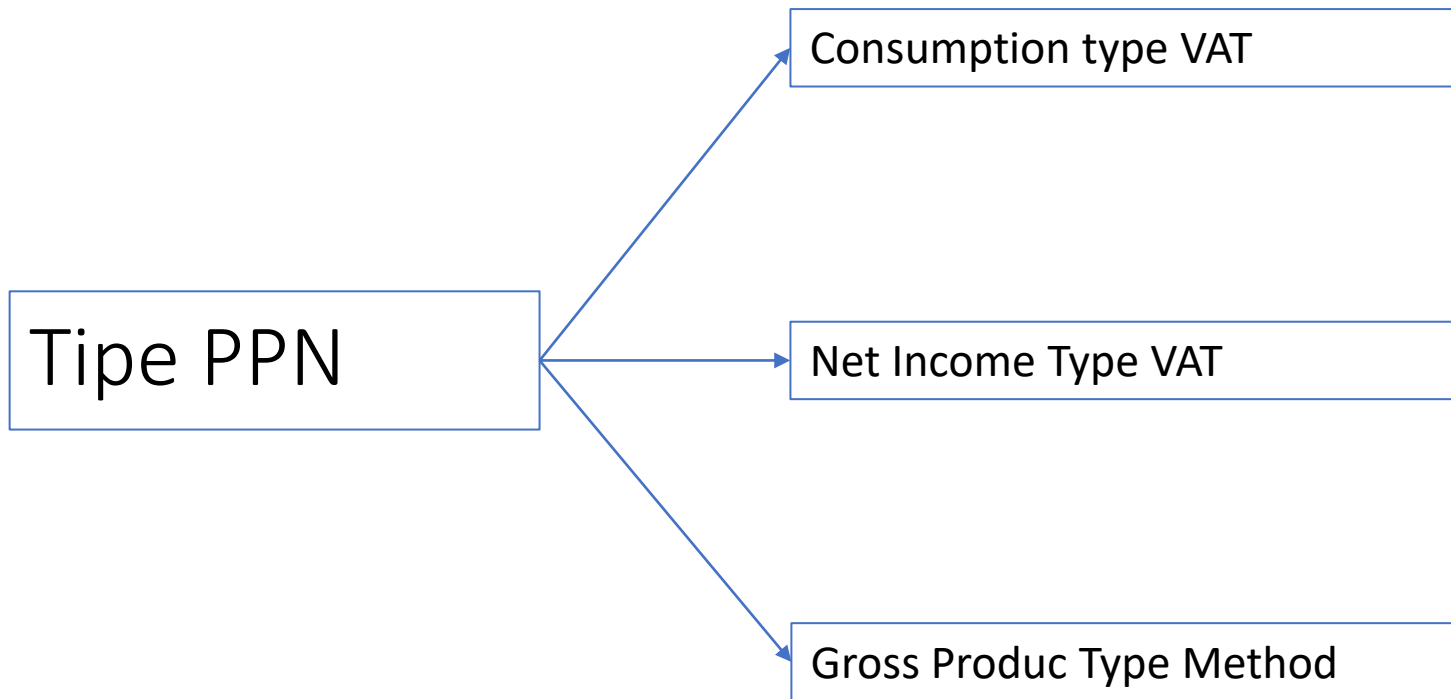 Tipe PPN
Consumption type VAT
Net Income Type VAT
Gross Produc Type Method